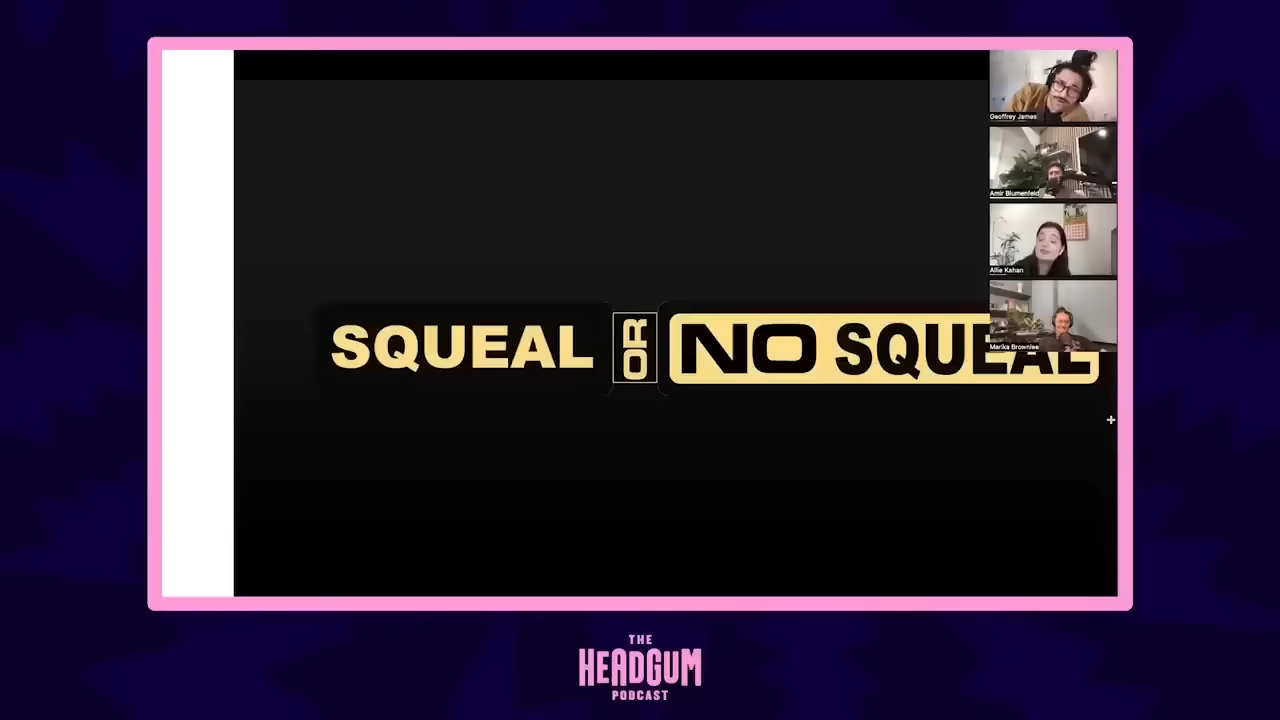 Geoffrey James
Amir Blumenfeld
Allie Kahan
Marika Brownlee
SQUEAL OR NO SQUEAL
THE
HEADGUM
PODCAST